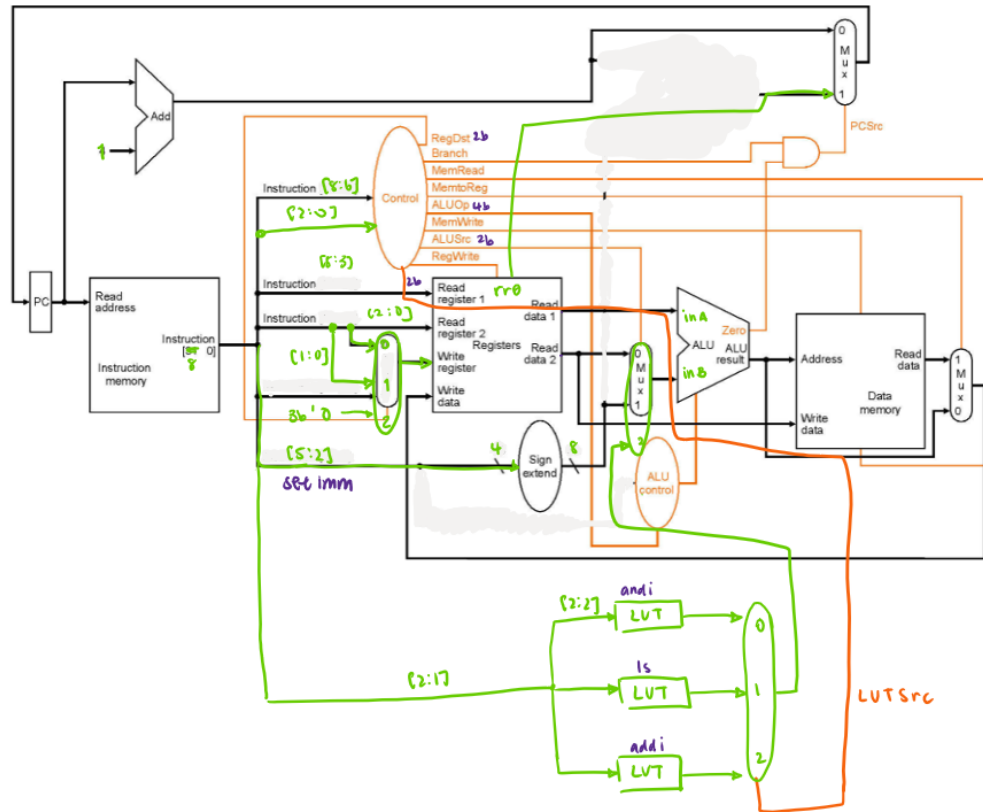 0
M
u
x
1
Add
1
PCSrc
RegDst 2b
Branch
MemRead
MemtoReg
ALUOp 4b
MemWrite
ALUSrc 2b
RegWrite
Instruction [8:6]
Control
[2:0]
[5:3]
2b
rr0
PC
Read
address
Instruction
[8 0]
Instruction
memory
Instruction
Instruction
[2:0]
[1:0]
0
1
2
3b'0
Read
register 1
Read
register 2
Write
register
Write
data
Registers
Read
data 1
Read
data 2
0
M
u
x
1
2
inA
inB
Zero
ALU
ALU
result
Address
Read
data
Write
data
Data
memory
1
M
u
x
0
[5:2]
set imm
4
Sign
extend
8
ALU
control
[2:1]
[2:2]
andi
LUT
ls
LUT
addi
LUT
0
1
2
LUTSrc